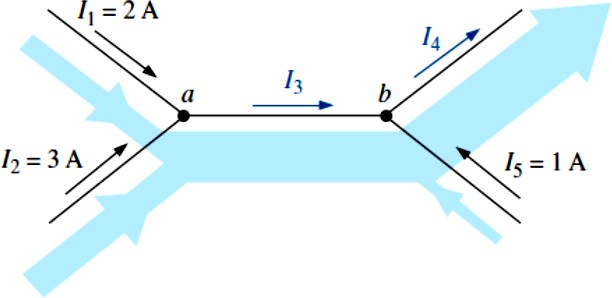 I₁ = 2 A
I₄
I₃
a
b
I₂ = 3 A
I₅ = 1 A